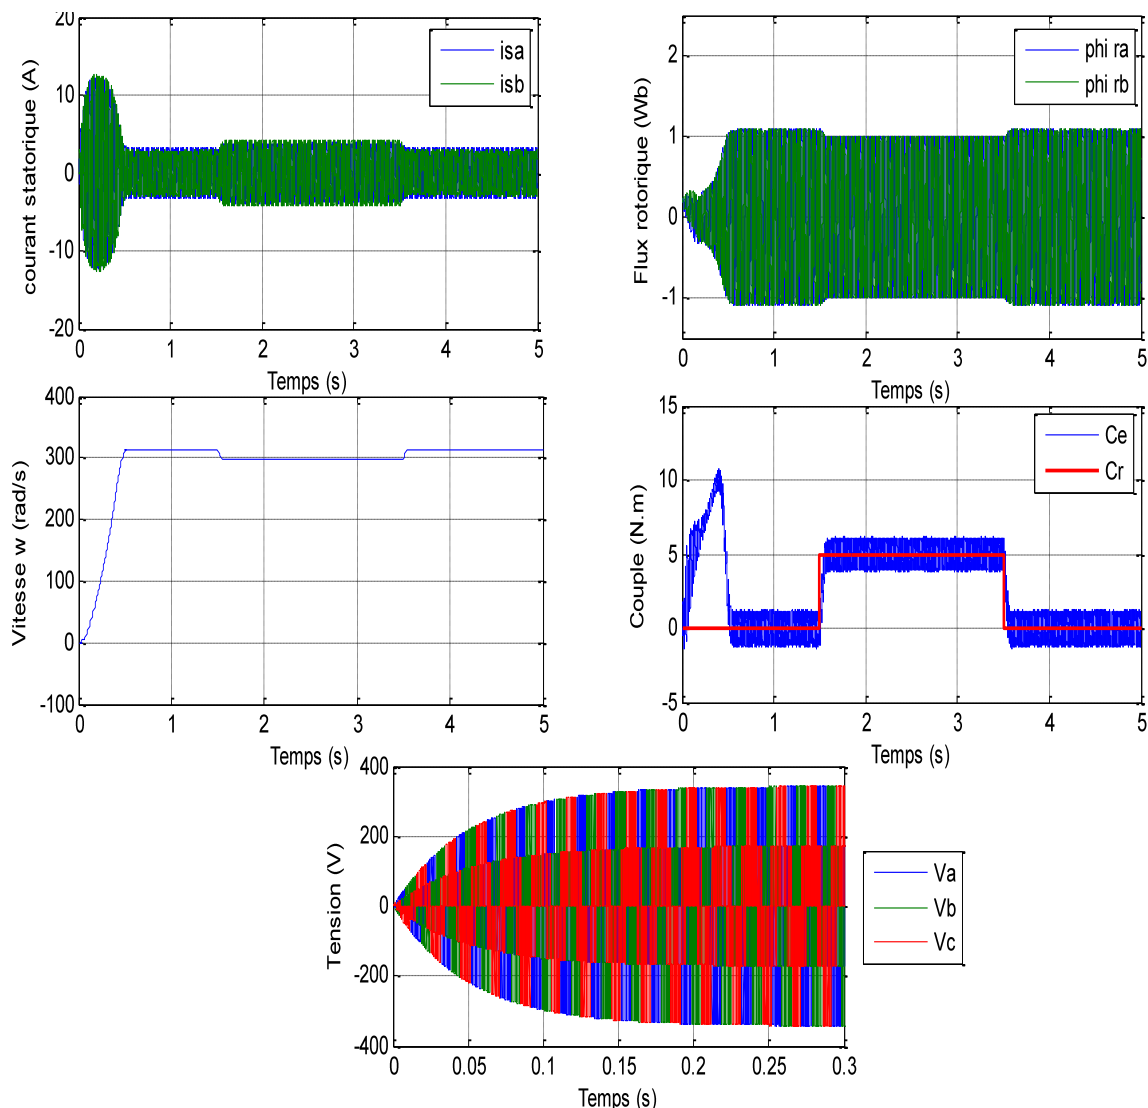 courant statorique (A)
20
10
0
-10
-20
0 1 2 3 4 5
Temps (s)
isa
isb
Flux rotorique (Wb)
2
1
0
-1
0 1 2 3 4 5
Temps (s)
phi ra
phi rb
Vitesse w (rad/s)
400
300
200
100
0
-100
0 1 2 3 4 5
Temps (s)
Couple (N.m)
15
10
5
0
-5
0 1 2 3 4 5
Temps (s)
Ce
Cr
Tension (V)
400
200
0
-200
-400
0 0.05 0.1 0.15 0.2 0.25 0.3
Temps (s)
Va
Vb
Vc